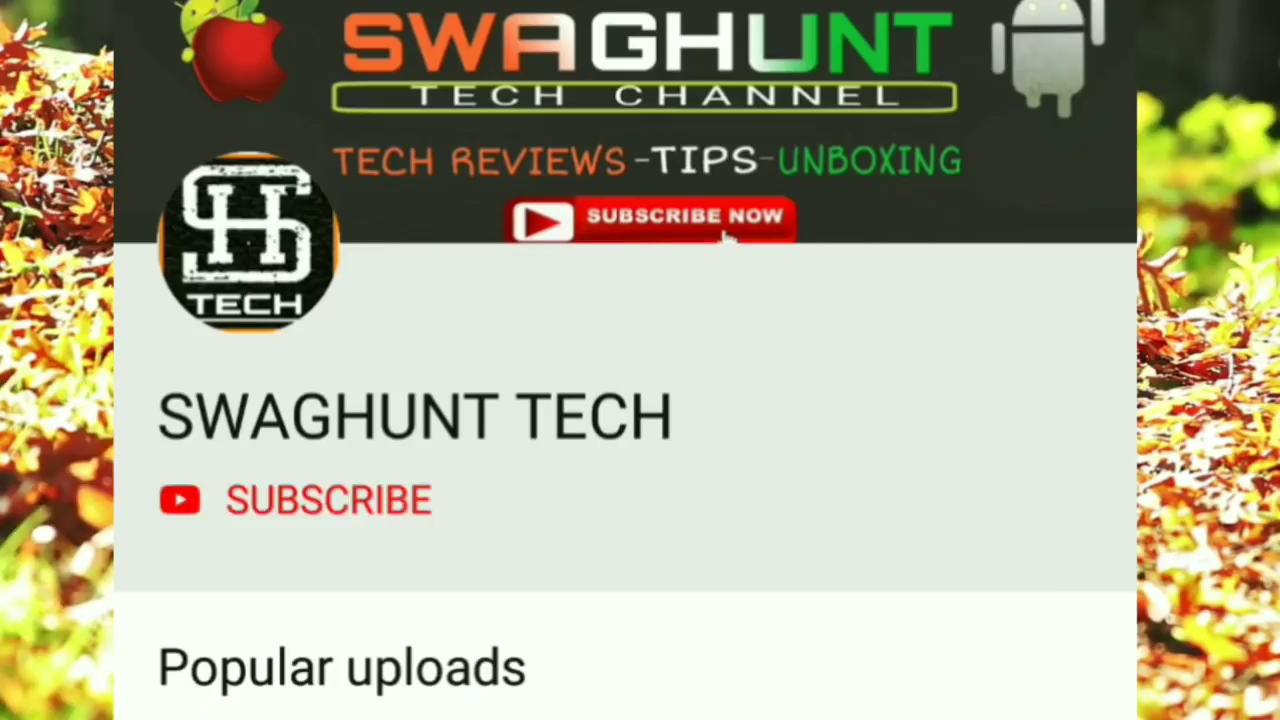 SWAGHUNT
TECH CHANNEL
TECH REVIEWS-TIPS-UNBOXING
SUBSCRIBE NOW
SH
TECH
SWAGHUNT TECH
SUBSCRIBE
Popular uploads